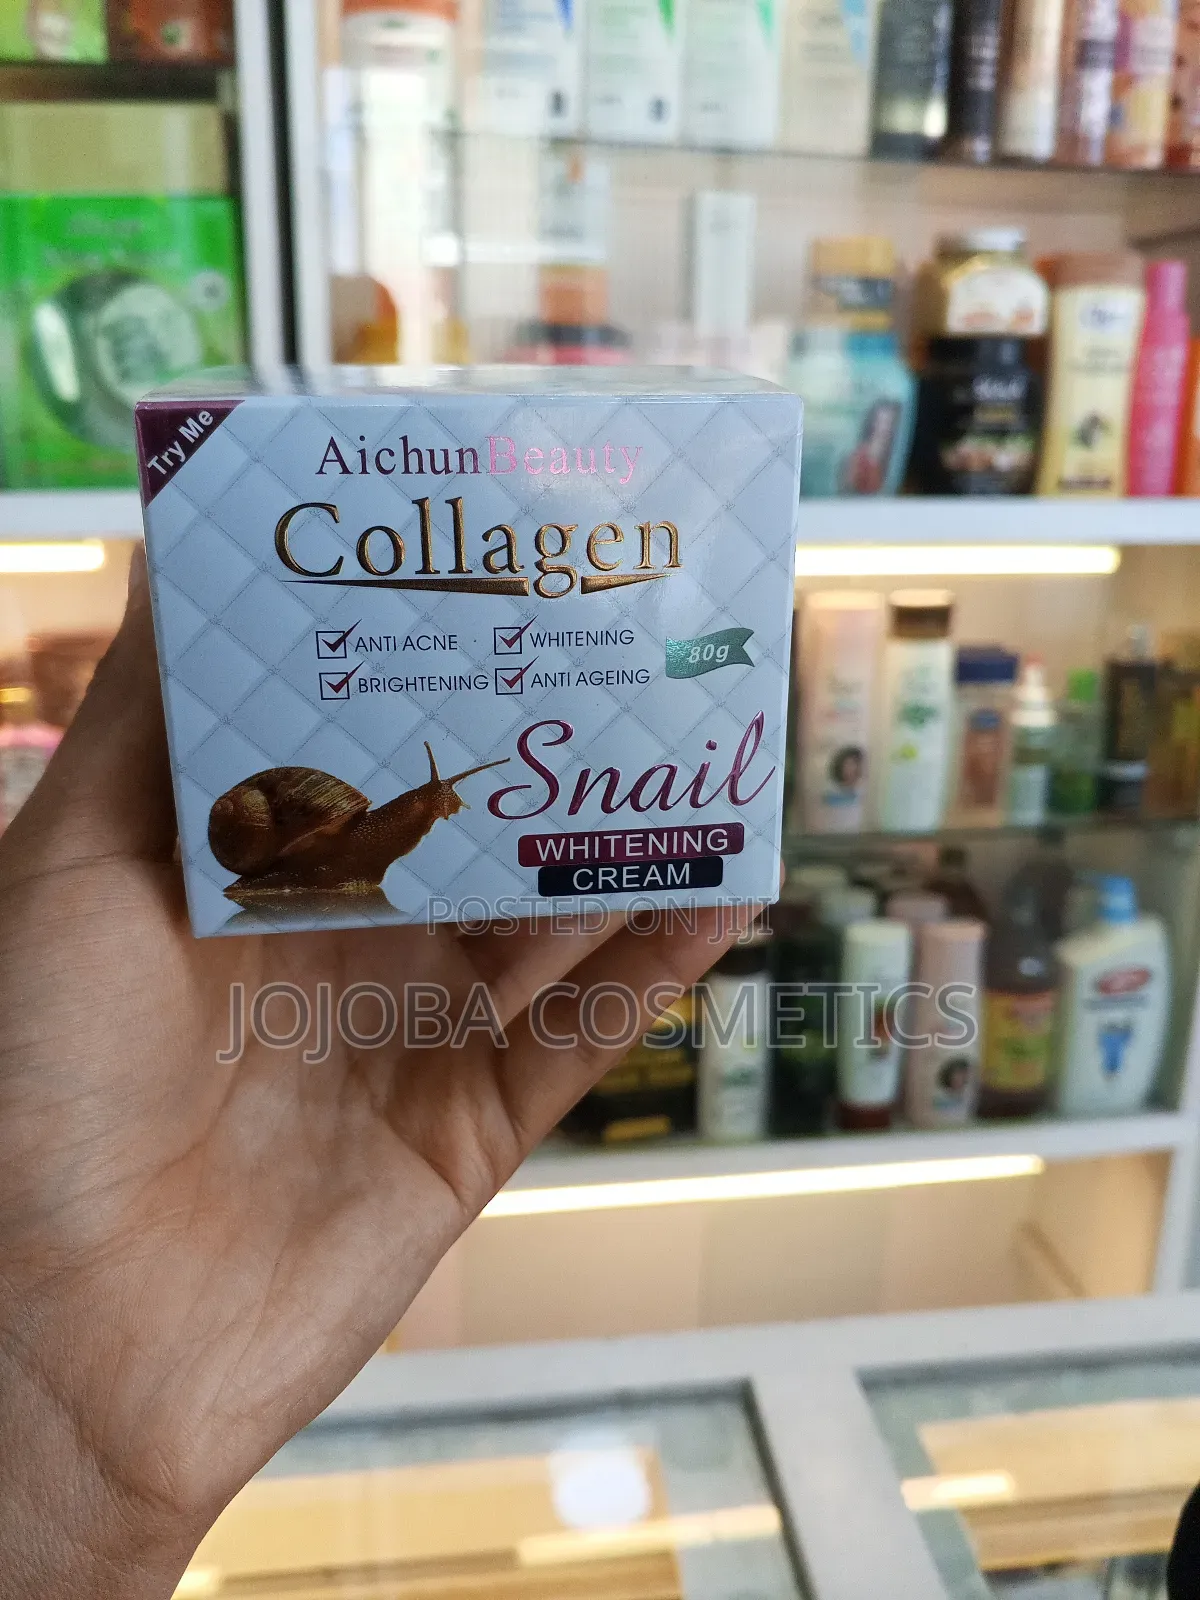 Try Me
AichunBeauty
Collagen
ANTI ACNE
WHITENING
BRIGHTENING
ANTI AGEING
80g
Snail
WHITENING
CREAM
POSTED ON JIJI
JOJOBA COSMETICS